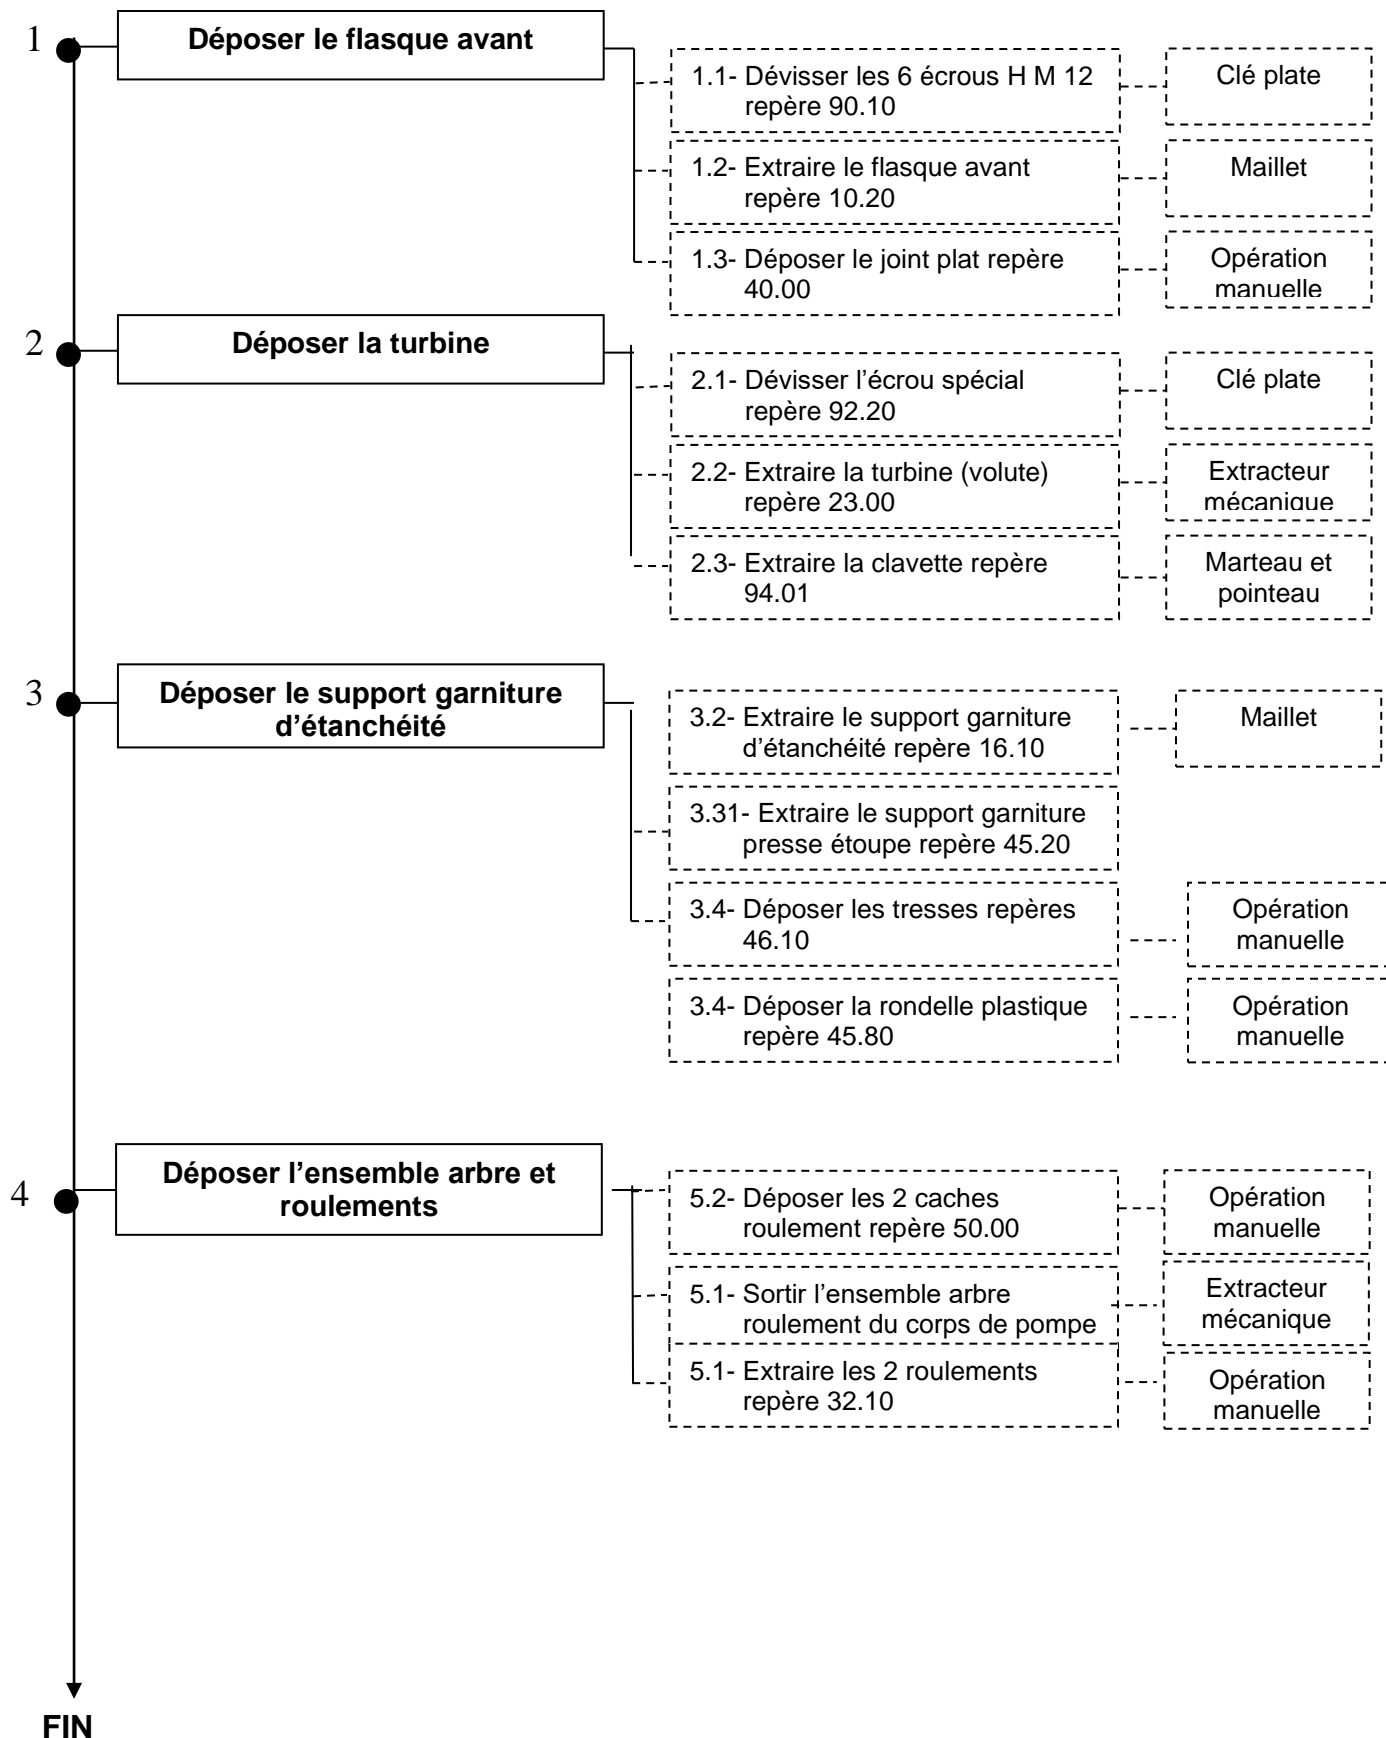 1
Déposer le flasque avant
1.1- Dévisser les 6 écrous H M 12
repère 90.10
Clé plate
1.2- Extraire le flasque avant
repère 10.20
Maillet
1.3- Déposer le joint plat repère
40.00
Opération
manuelle
2
Déposer la turbine
2.1- Dévisser l’écrou spécial
repère 92.20
Clé plate
2.2- Extraire la turbine (volute)
repère 23.00
Extracteur
mécanique
2.3- Extraire la clavette repère
94.01
Marteau et
pointeau
3
Déposer le support garniture
d’étanchéité
3.2- Extraire le support garniture
d’étanchéité repère 16.10
Maillet
3.31- Extraire le support garniture
presse étoupe repère 45.20
3.4- Déposer les tresses repères
46.10
Opération
manuelle
3.4- Déposer la rondelle plastique
repère 45.80
Opération
manuelle
4
Déposer l’ensemble arbre et
roulements
5.2- Déposer les 2 caches
roulement repère 50.00
Opération
manuelle
5.1- Sortir l’ensemble arbre
roulement du corps de pompe
Extracteur
mécanique
5.1- Extraire les 2 roulements
repère 32.10
Opération
manuelle
FIN